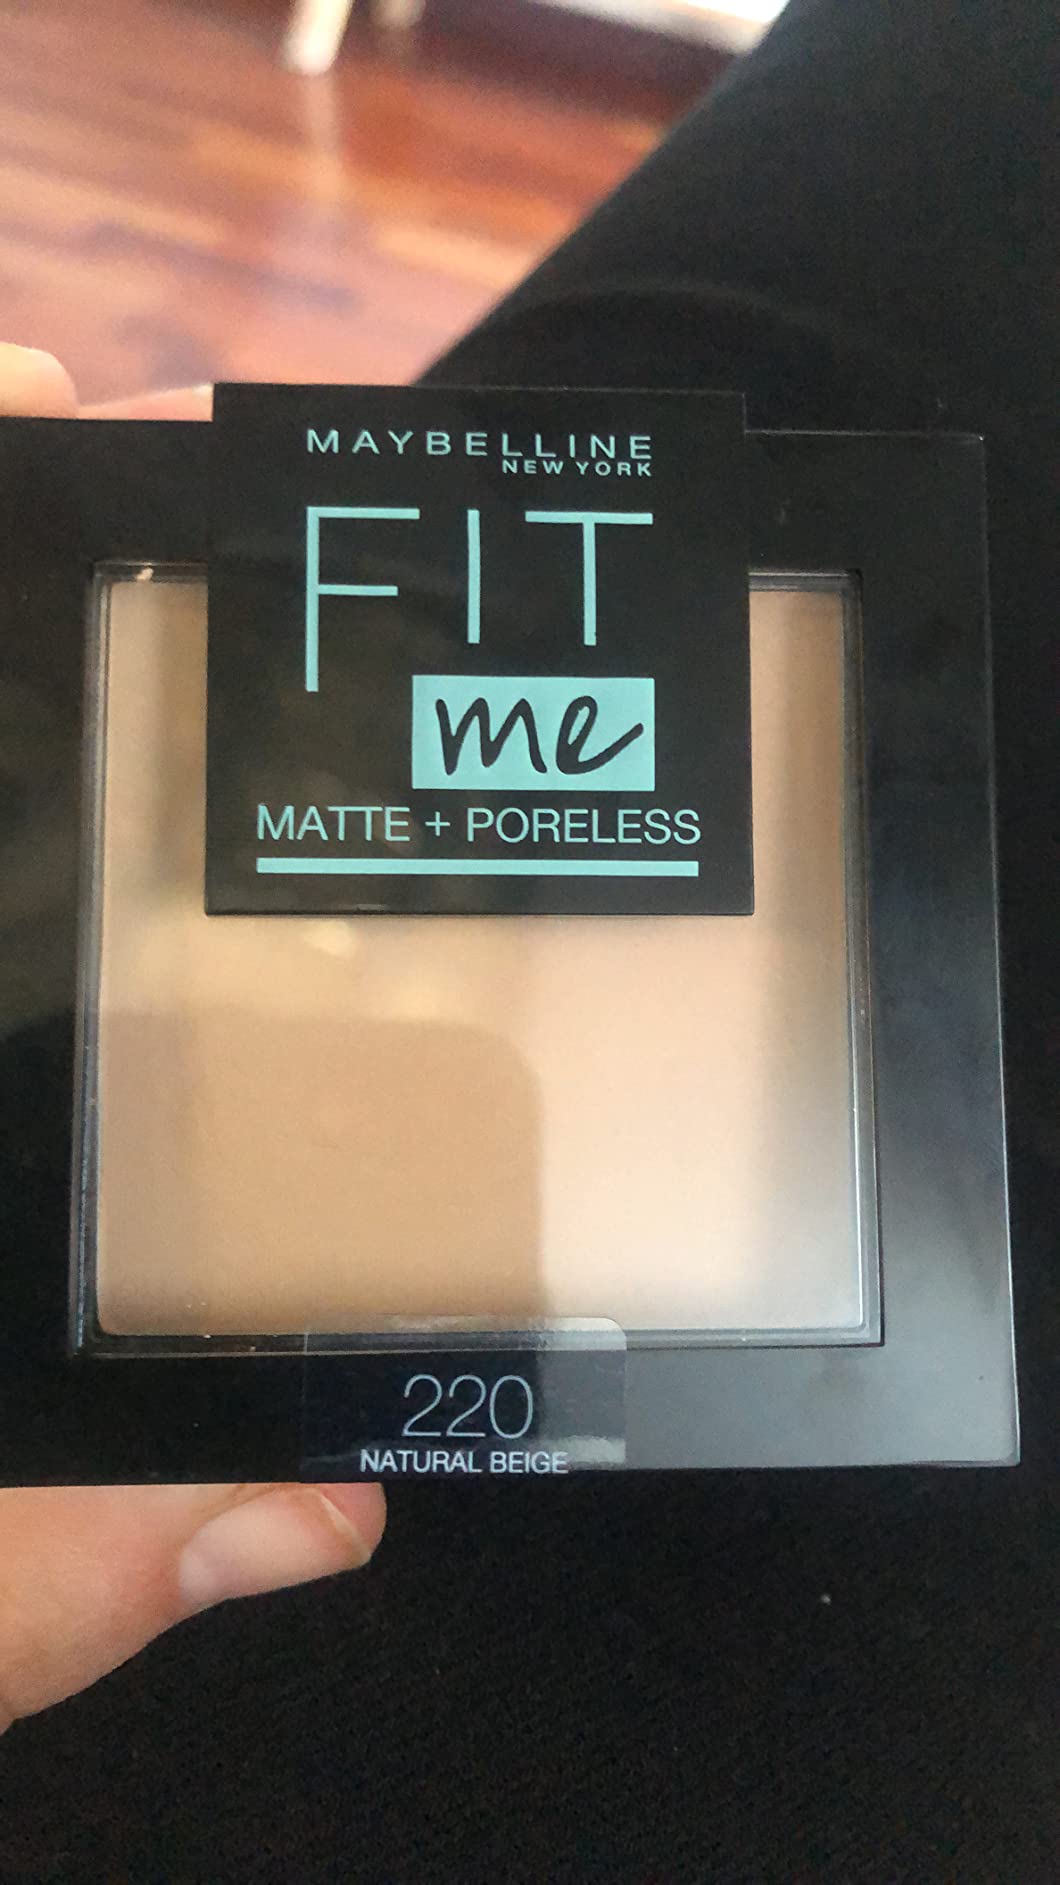 MAYBELLINE
NEW YORK
FIT
me
MATTE + PORELESS
220
NATURAL BEIGE